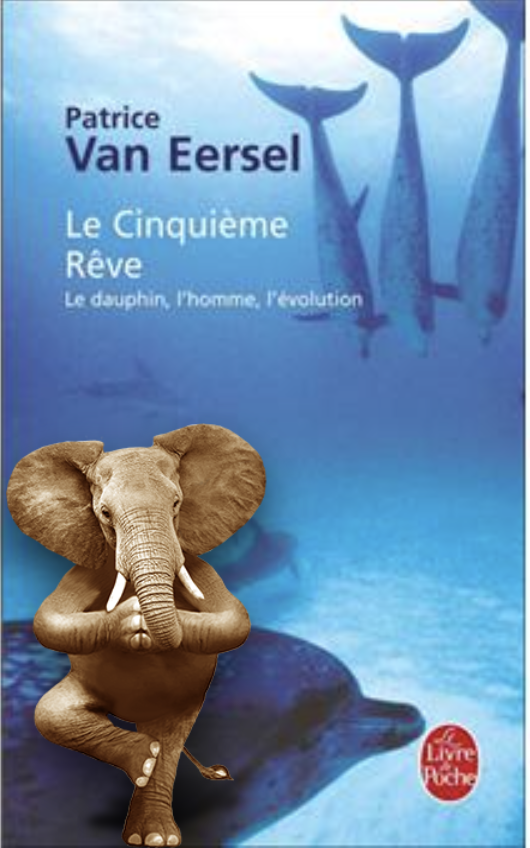 Patrice
Van Eersel
Le Cinquième
Rêve
Le dauphin, l'homme, l'évolution
Le
Livre
de
Poche